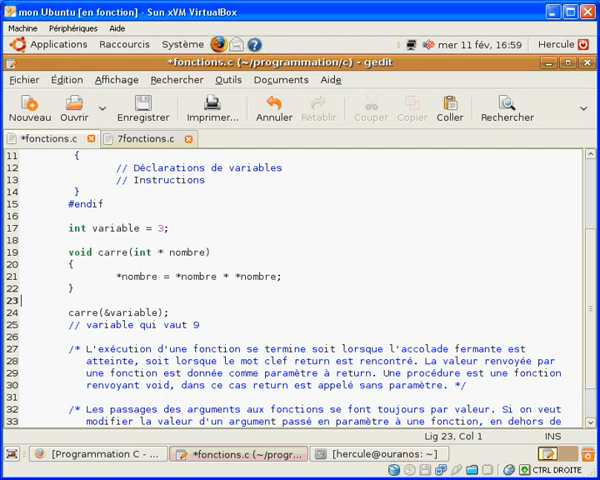 mon Ubuntu [en fonction] - Sun xVM VirtualBox
Machine Périphériques Aide
Applications Raccourcis Système mer 11 fév, 16:59 Hercule
*fonctions.c (~/programmation/c) - gedit
Fichier Édition Affichage Rechercher Outils Documents Aide
Nouveau Ouvrir Enregistrer Imprimer... Annuler Rétablir Couper Copier Coller Rechercher
*fonctions.c 7fonctions.c
11 {
12 // Déclarations de variables
13 // Instructions
14 }
15 #endif
16
17 int variable = 3;
18
19 void carre(int * nombre)
20 {
21 *nombre = *nombre * *nombre;
22 }
23
24 carre(&variable);
25 // variable qui vaut 9
26
27 /* L'exécution d'une fonction se termine soit lorsque l'accolade fermante est
28 atteinte, soit lorsque le mot clef return est rencontré. La valeur renvoyée par
29 une fonction est donnée comme paramètre à return. Une procédure est une fonction
30 renvoyant void, dans ce cas return est appelé sans paramètre. */
31
32 /* Les passages des arguments aux fonctions se font toujours par valeur. Si on veut
33 modifier la valeur d'un argument passé en paramètre à une fonction, en dehors de
Lig 23, Col 1 INS
[Programmation C - ... *fonctions.c (~/progr... [hercule@ouranos: ~]
CTRL DROITE